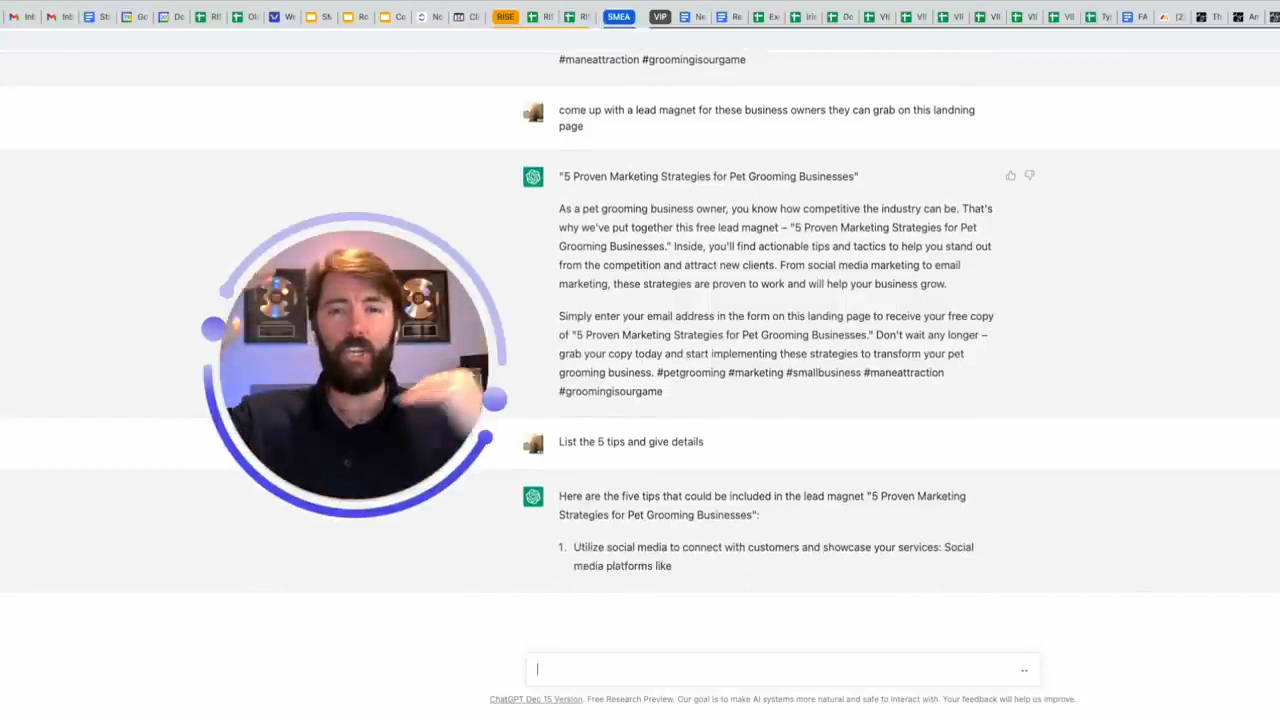 RISE
SMEA
VIP
#maneattraction #groomingisourgame
come up with a lead magnet for these business owners they can grab on this landning
page
"5 Proven Marketing Strategies for Pet Grooming Businesses"
As a pet grooming business owner, you know how competitive the industry can be. That's
why we've put together this free lead magnet – "5 Proven Marketing Strategies for Pet
Grooming Businesses." Inside, you'll find actionable tips and tactics to help you stand out
from the competition and attract new clients. From social media marketing to email
marketing, these strategies are proven to work and will help your business grow.
Simply enter your email address in the form on this landing page to receive your free copy
of "5 Proven Marketing Strategies for Pet Grooming Businesses." Don't wait any longer –
grab your copy today and start implementing these strategies to transform your pet
grooming business. #petgrooming #marketing #smallbusiness #maneattraction
#groomingisourgame
List the 5 tips and give details
Here are the five tips that could be included in the lead magnet "5 Proven Marketing
Strategies for Pet Grooming Businesses":
1. Utilize social media to connect with customers and showcase your services: Social
media platforms like
ChatGPT Dec 15 Version. Free Research Preview. Our goal is to make AI systems more natural and safe to interact with. Your feedback will help us improve.